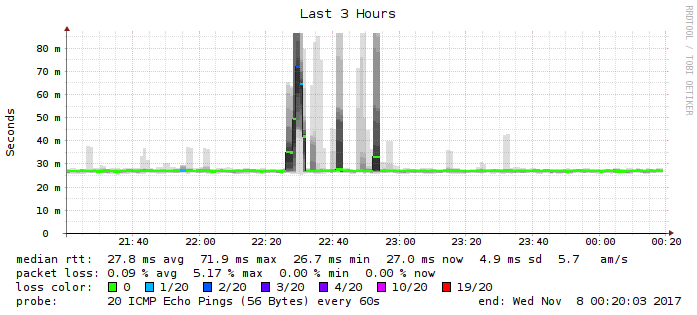 Last 3 Hours
RRDTOOL / TOBI OETIKER
Seconds
80 m
70 m
60 m
50 m
40 m
30 m
20 m
10 m
0
21:40 22:00 22:20 22:40 23:00 23:20 23:40 00:00 00:20
median rtt: 27.8 ms avg 71.9 ms max 26.7 ms min 27.0 ms now 4.9 ms sd 5.7 am/s
packet loss: 0.09 % avg 5.17 % max 0.00 % min 0.00 % now
loss color: 0 1/20 2/20 3/20 4/20 10/20 19/20
probe: 20 ICMP Echo Pings (56 Bytes) every 60s end: Wed Nov 8 00:20:03 2017